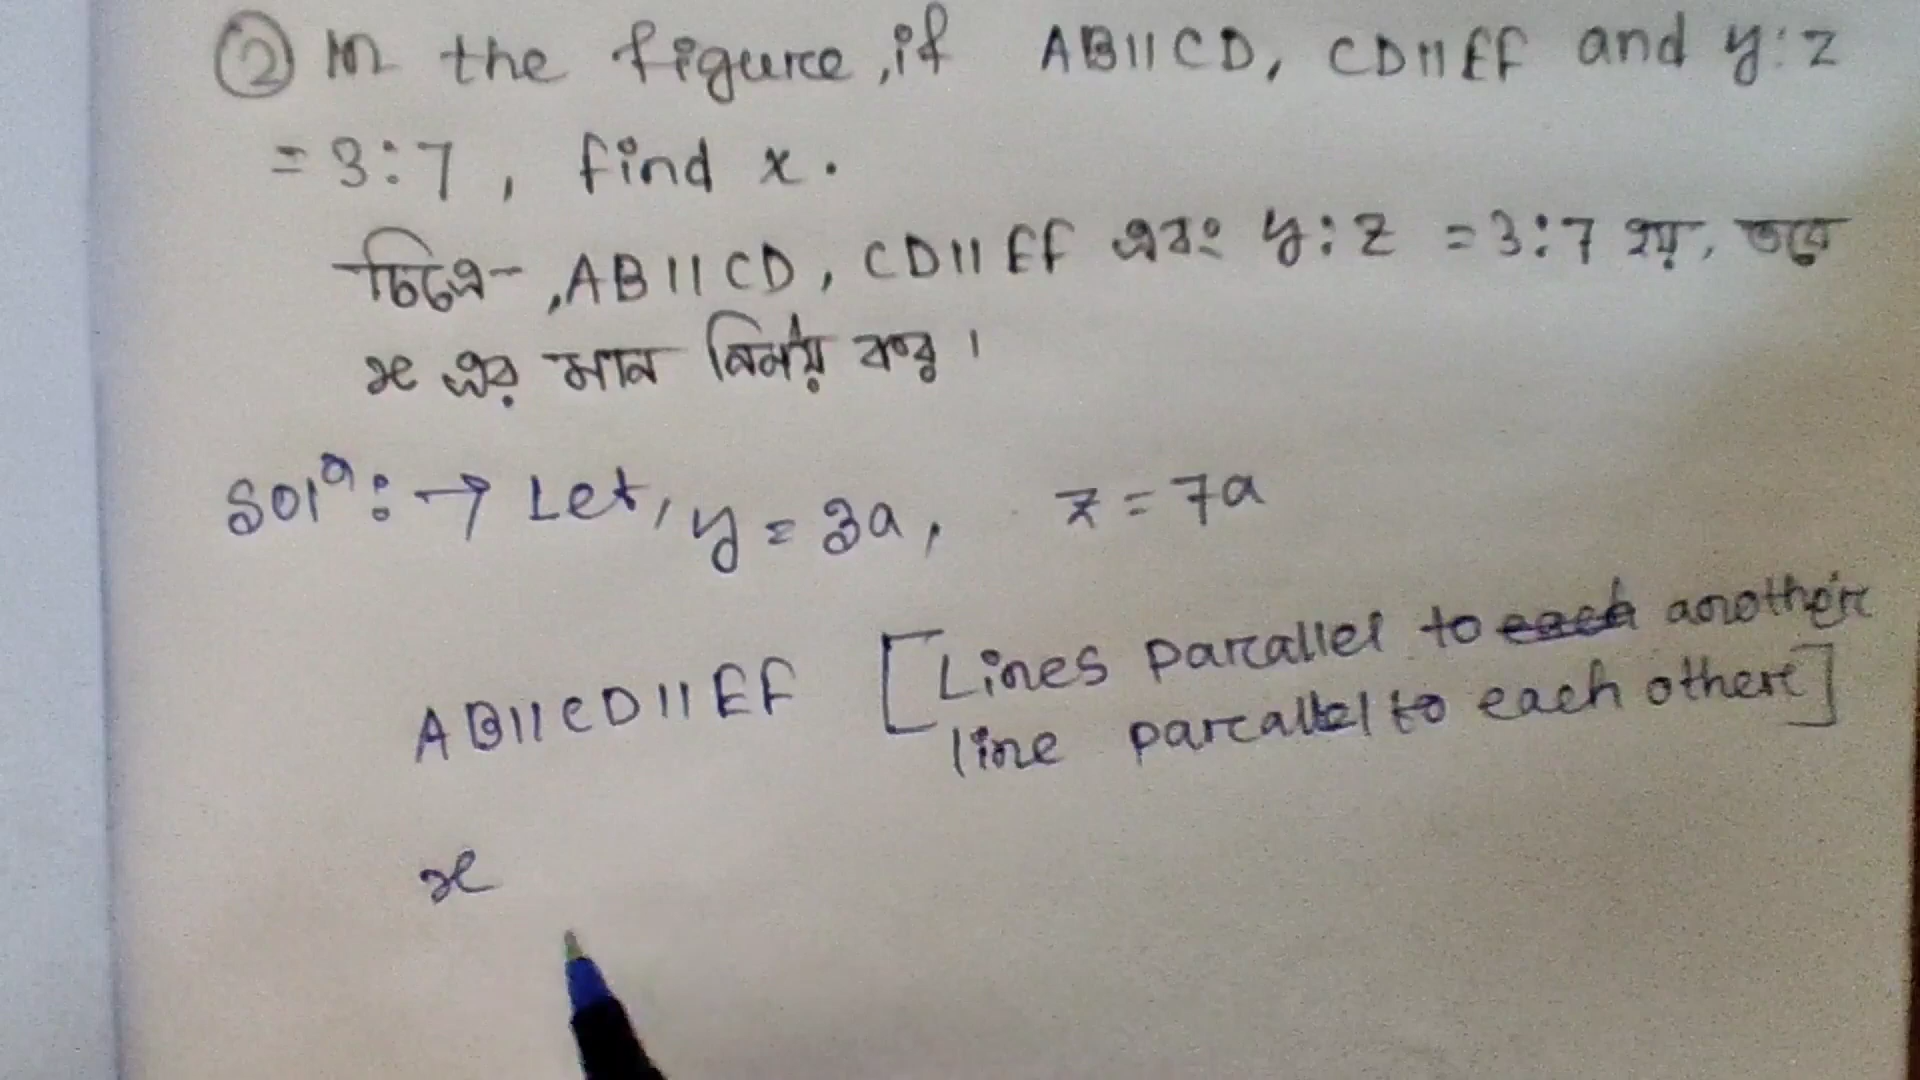 ② In the figure, if AB||CD, CD||EF and y:z
= 3:7, find x.
চিত্রে, AB||CD, CD||EF এবং y:z = 3:7 হয়, তবে
x এর মান নির্ণয় কর।
Solⁿ: → Let, y = 3a, z = 7a
AB||CD||EF [Lines parallel to each another
line parallel to each other]
x